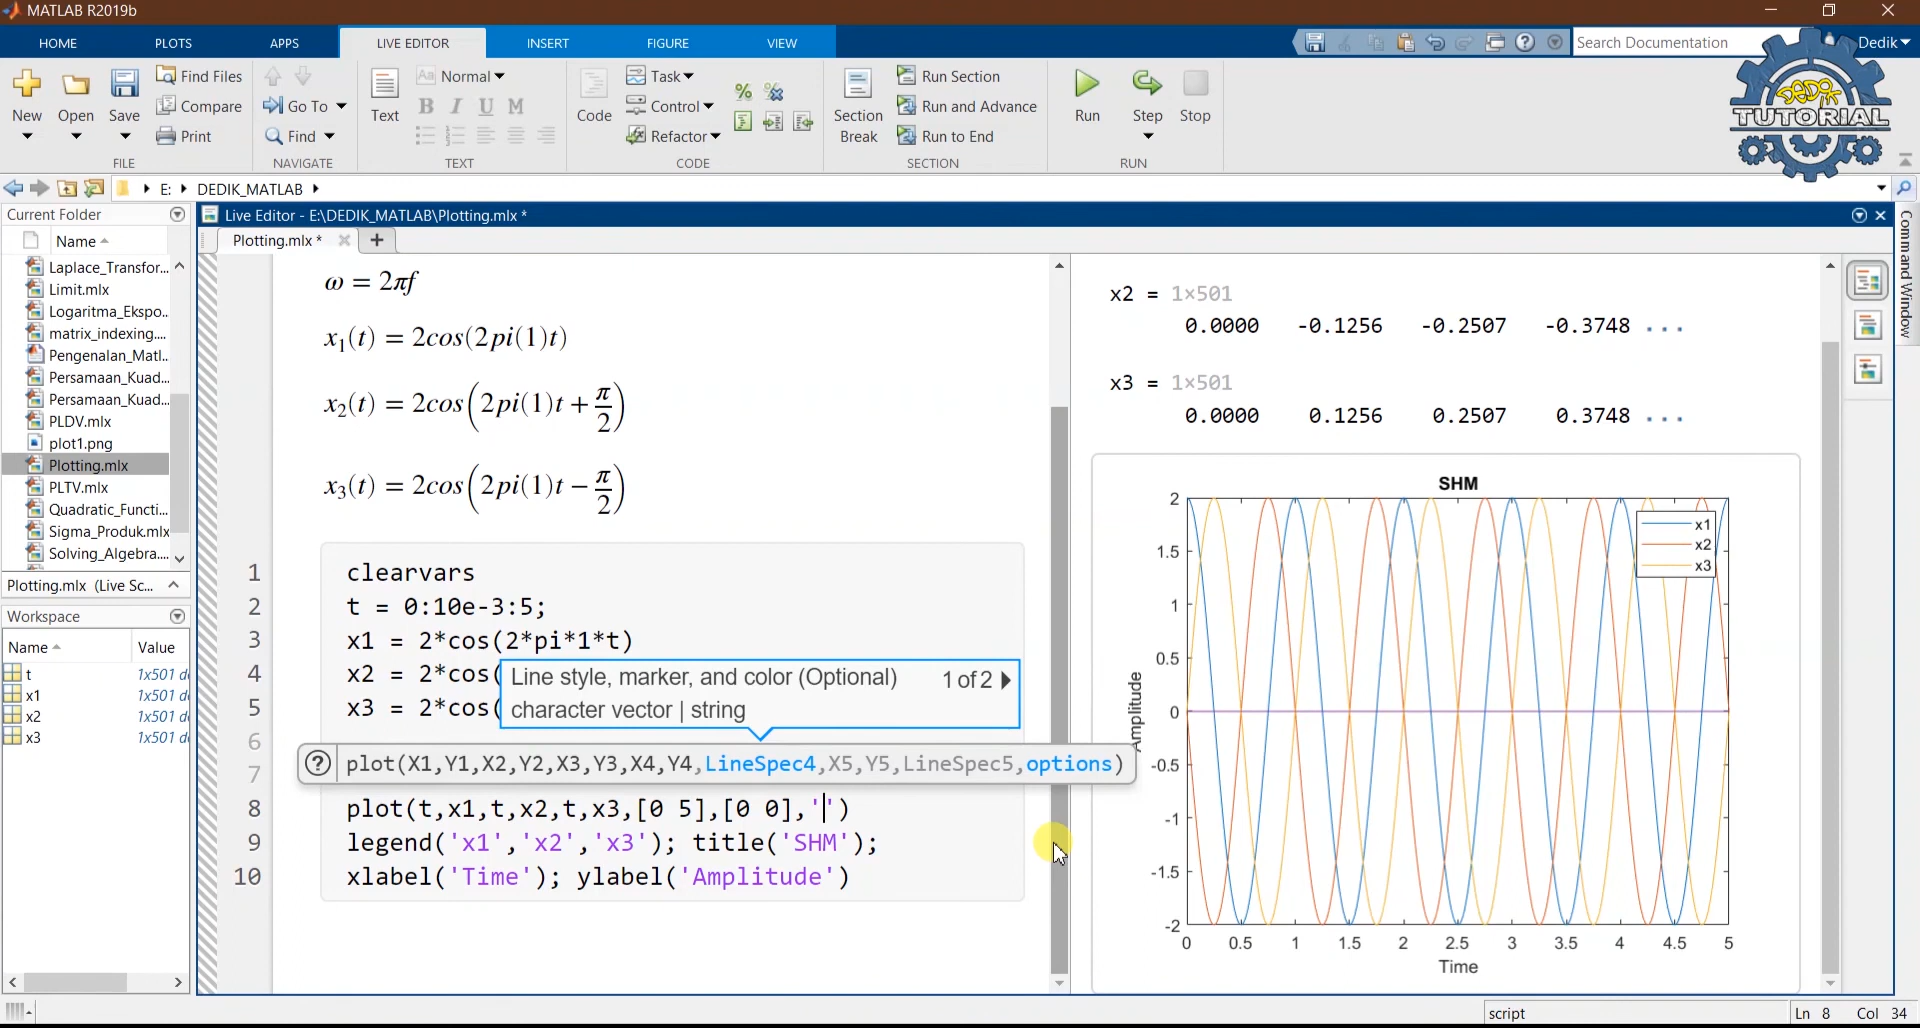 MATLAB R2019b
HOME PLOTS APPS LIVE EDITOR INSERT FIGURE VIEW
Search Documentation
Dedik
DEDIK
TUTORIAL
New
Open
Save
Find Files
Compare
Print
FILE
Go To
Find
NAVIGATE
Text
Aa Normal
B I U M
TEXT
Code
Task
Control
Refactor
CODE
Section Break
Run Section
Run and Advance
Run to End
SECTION
Run
Step
Stop
RUN
E: DEDIK_MATLAB
Current Folder
Name
Laplace_Transfor...
Limit.mlx
Logaritma_Ekspo...
matrix_indexing....
Pengenalan_Matl...
Persamaan_Kuad...
Persamaan_Kuad...
PLDV.mlx
plot1.png
Plotting.mlx
PLTV.mlx
Quadratic_Functi...
Sigma_Produk.mlx
Solving_Algebra....
Plotting.mlx (Live Sc...
Workspace
Name Value
t 1x501 d
x1 1x501 d
x2 1x501 d
x3 1x501 d
Live Editor - E:\DEDIK_MATLAB\Plotting.mlx *
Plotting.mlx *
ω = 2πf
x₁(t) = 2cos(2pi(1)t)
x₂(t) = 2cos(2pi(1)t + π/2)
x₃(t) = 2cos(2pi(1)t − π/2)
1 clearvars
2 t = 0:10e-3:5;
3 x1 = 2*cos(2*pi*1*t)
4 x2 = 2*cos(
5 x3 = 2*cos(
6
7
Line style, marker, and color (Optional) 1 of 2
character vector | string
plot(X1,Y1,X2,Y2,X3,Y3,X4,Y4,LineSpec4,X5,Y5,LineSpec5,options)
8 plot(t,x1,t,x2,t,x3,[0 5],[0 0],'')
9 legend('x1','x2','x3'); title('SHM');
10 xlabel('Time'); ylabel('Amplitude')
x2 = 1×501
0.0000 -0.1256 -0.2507 -0.3748 ...
x3 = 1×501
0.0000 0.1256 0.2507 0.3748 ...
SHM
x1
x2
x3
Amplitude
2
1.5
1
0.5
0
-0.5
-1
-1.5
-2
0 0.5 1 1.5 2 2.5 3 3.5 4 4.5 5
Time
Command Window
script
Ln 8 Col 34